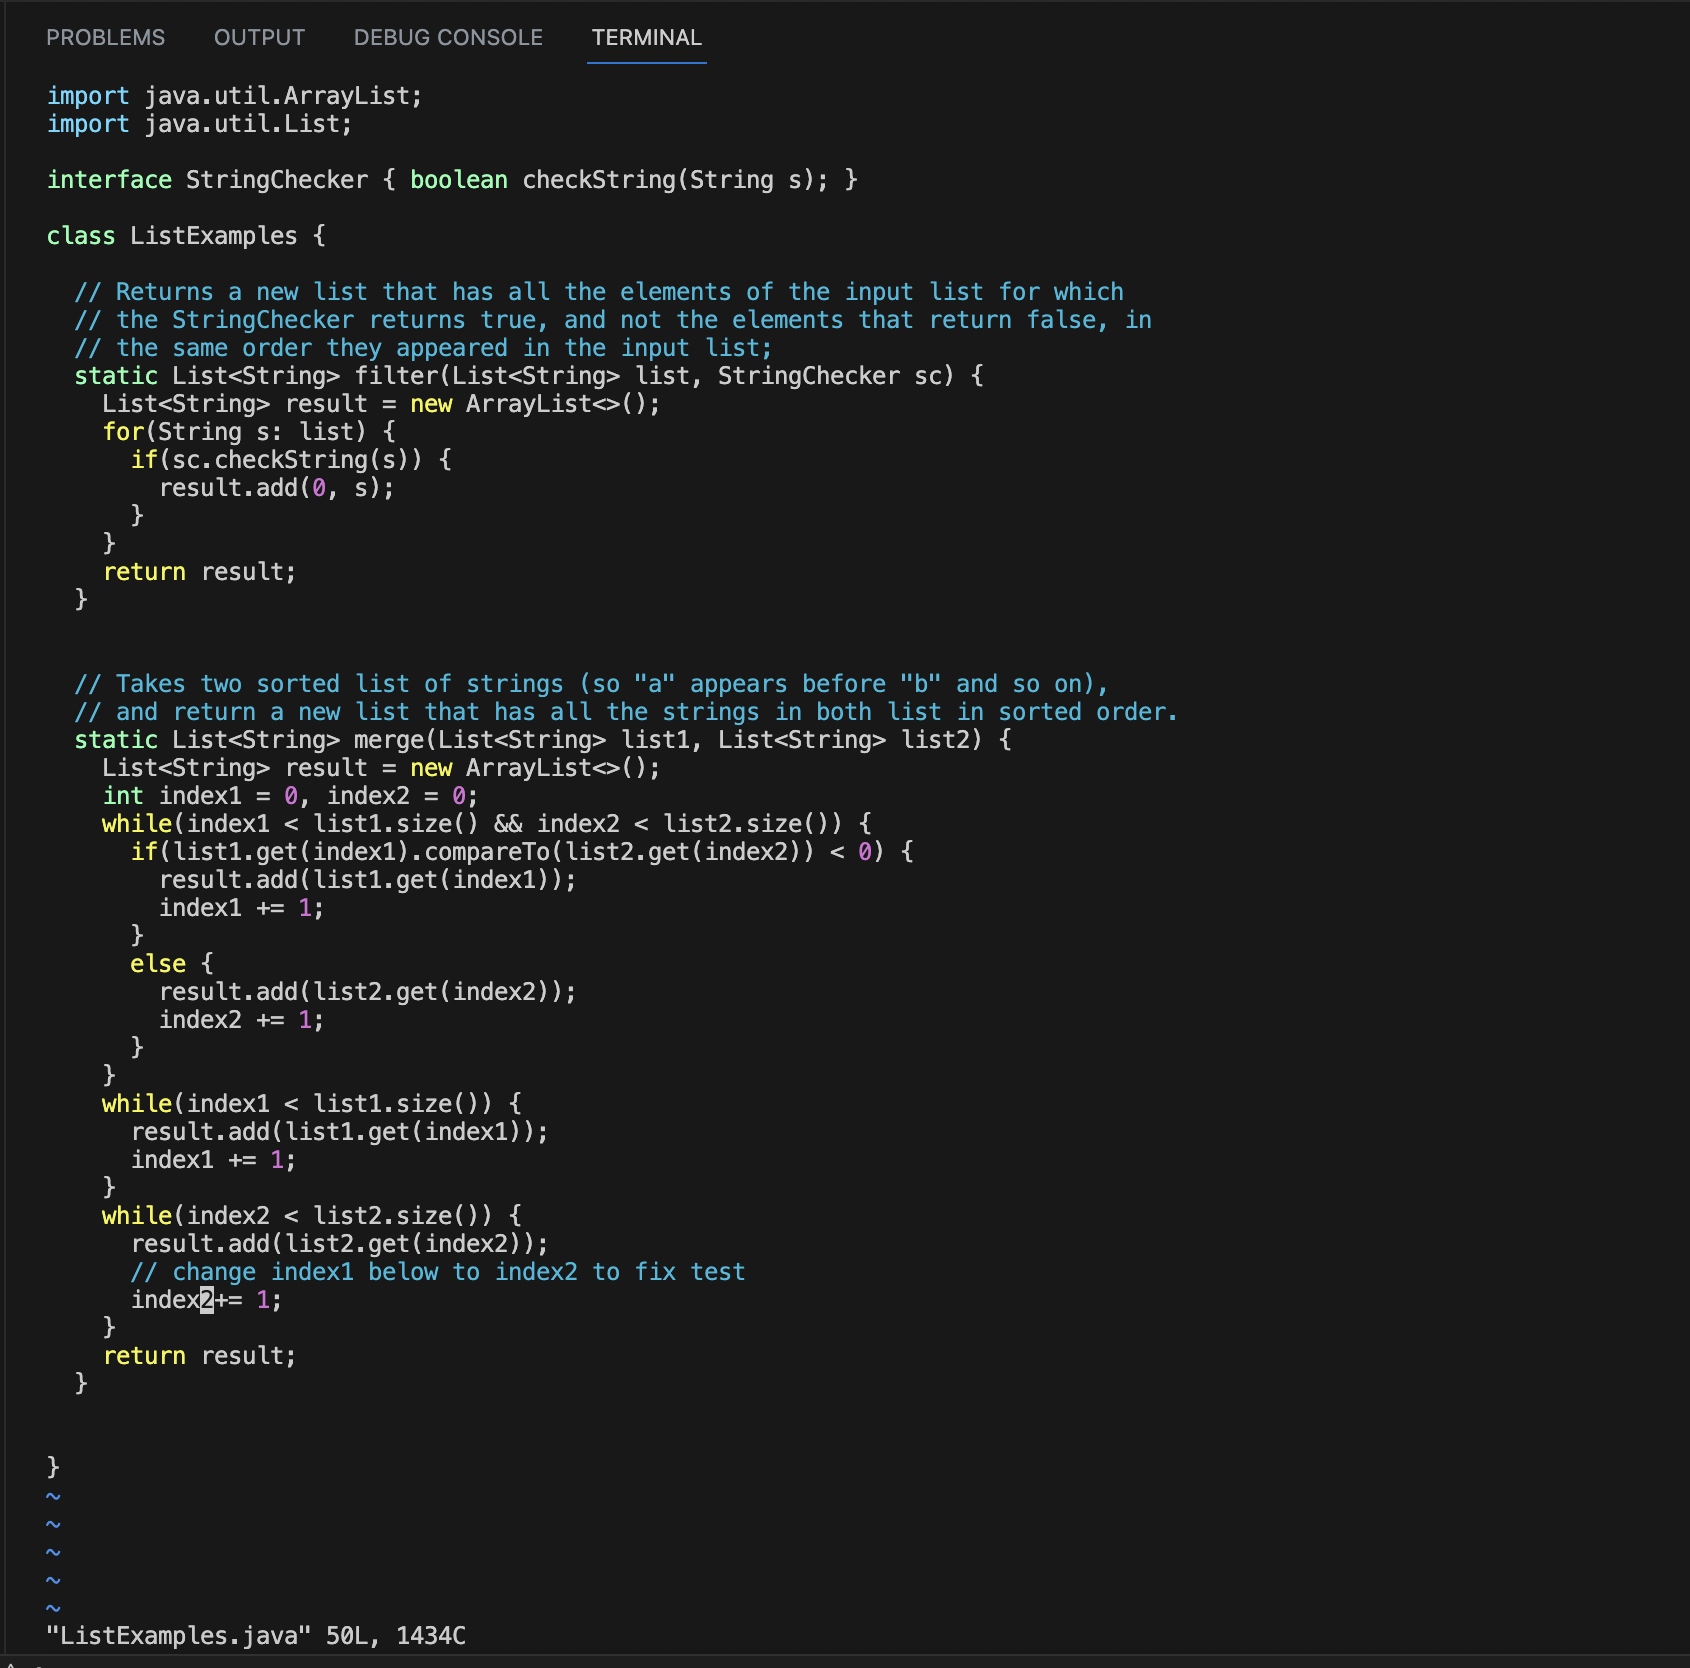 PROBLEMS OUTPUT DEBUG CONSOLE TERMINAL
import java.util.ArrayList;
import java.util.List;

interface StringChecker { boolean checkString(String s); }

class ListExamples {

  // Returns a new list that has all the elements of the input list for which
  // the StringChecker returns true, and not the elements that return false, in
  // the same order they appeared in the input list;
  static List<String> filter(List<String> list, StringChecker sc) {
    List<String> result = new ArrayList<>();
    for(String s: list) {
      if(sc.checkString(s)) {
        result.add(0, s);
      }
    }
    return result;
  }


  // Takes two sorted list of strings (so "a" appears before "b" and so on),
  // and return a new list that has all the strings in both list in sorted order.
  static List<String> merge(List<String> list1, List<String> list2) {
    List<String> result = new ArrayList<>();
    int index1 = 0, index2 = 0;
    while(index1 < list1.size() && index2 < list2.size()) {
      if(list1.get(index1).compareTo(list2.get(index2)) < 0) {
        result.add(list1.get(index1));
        index1 += 1;
      }
      else {
        result.add(list2.get(index2));
        index2 += 1;
      }
    }
    while(index1 < list1.size()) {
      result.add(list1.get(index1));
      index1 += 1;
    }
    while(index2 < list2.size()) {
      result.add(list2.get(index2));
      // change index1 below to index2 to fix test
      index2+= 1;
    }
    return result;
  }


}
~
~
~
~
~
"ListExamples.java" 50L, 1434C